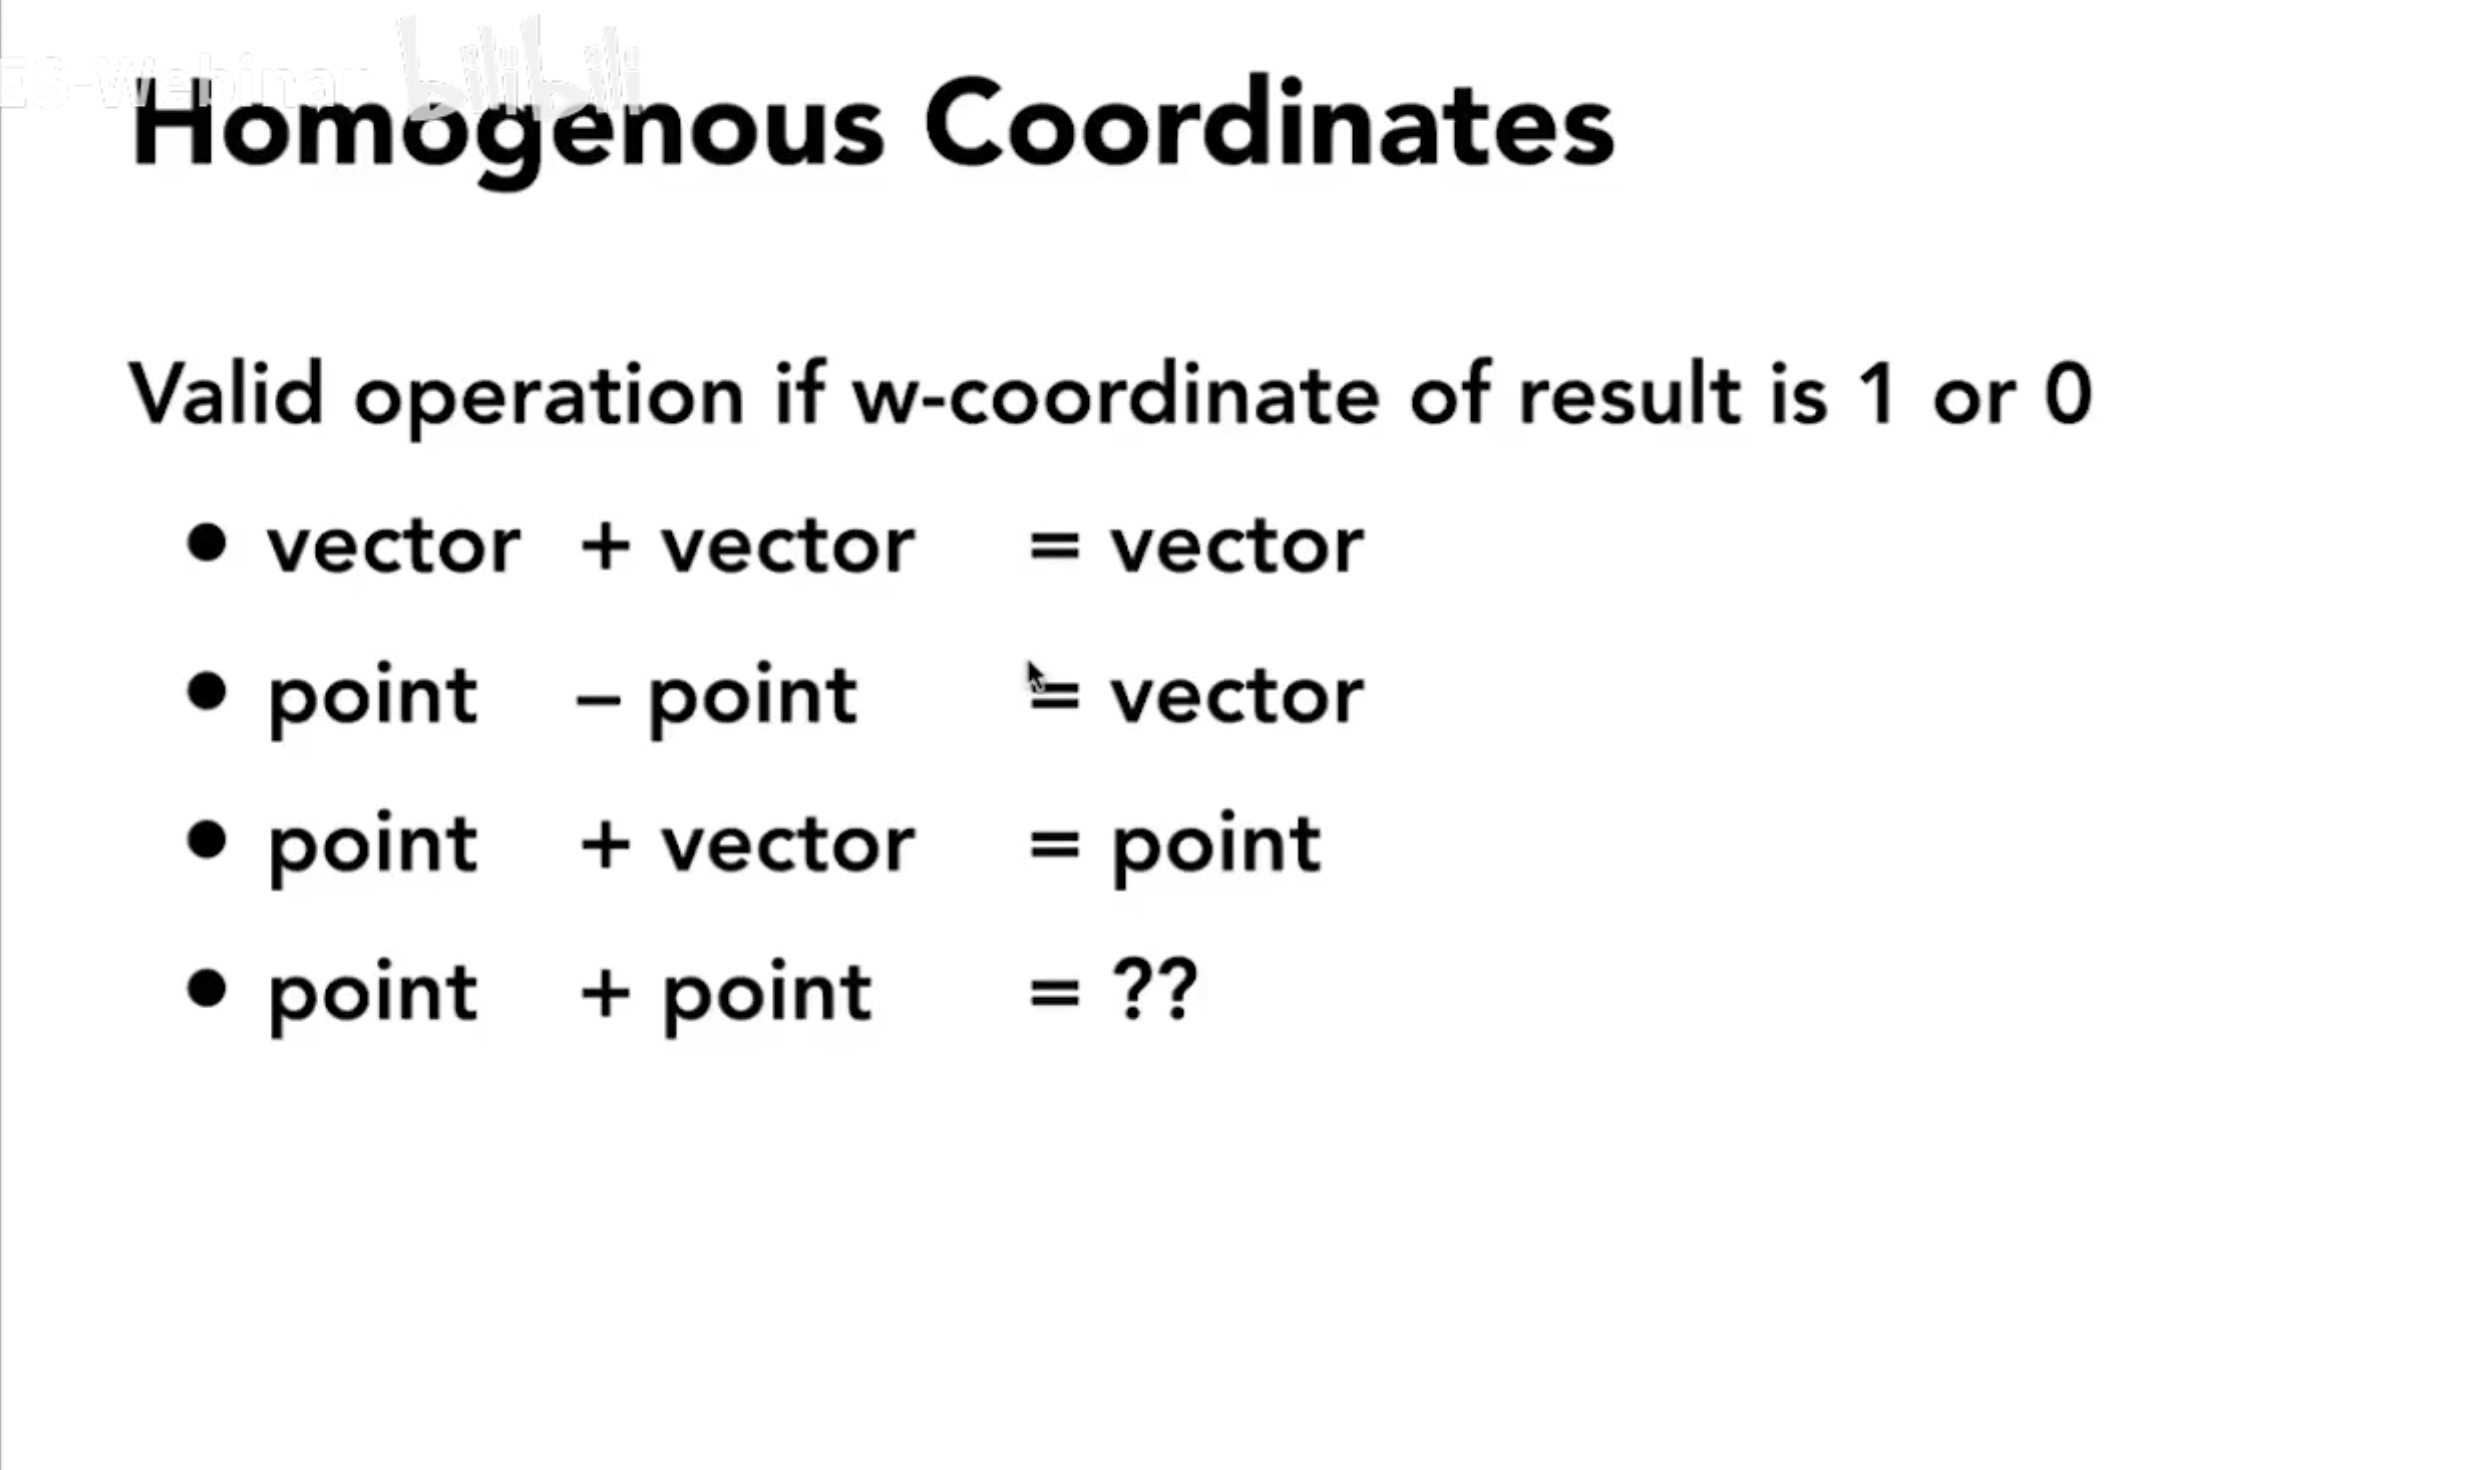 ES-Webinar bilibili
Homogenous Coordinates
Valid operation if w-coordinate of result is 1 or 0
• vector + vector = vector
• point – point = vector
• point + vector = point
• point + point = ??